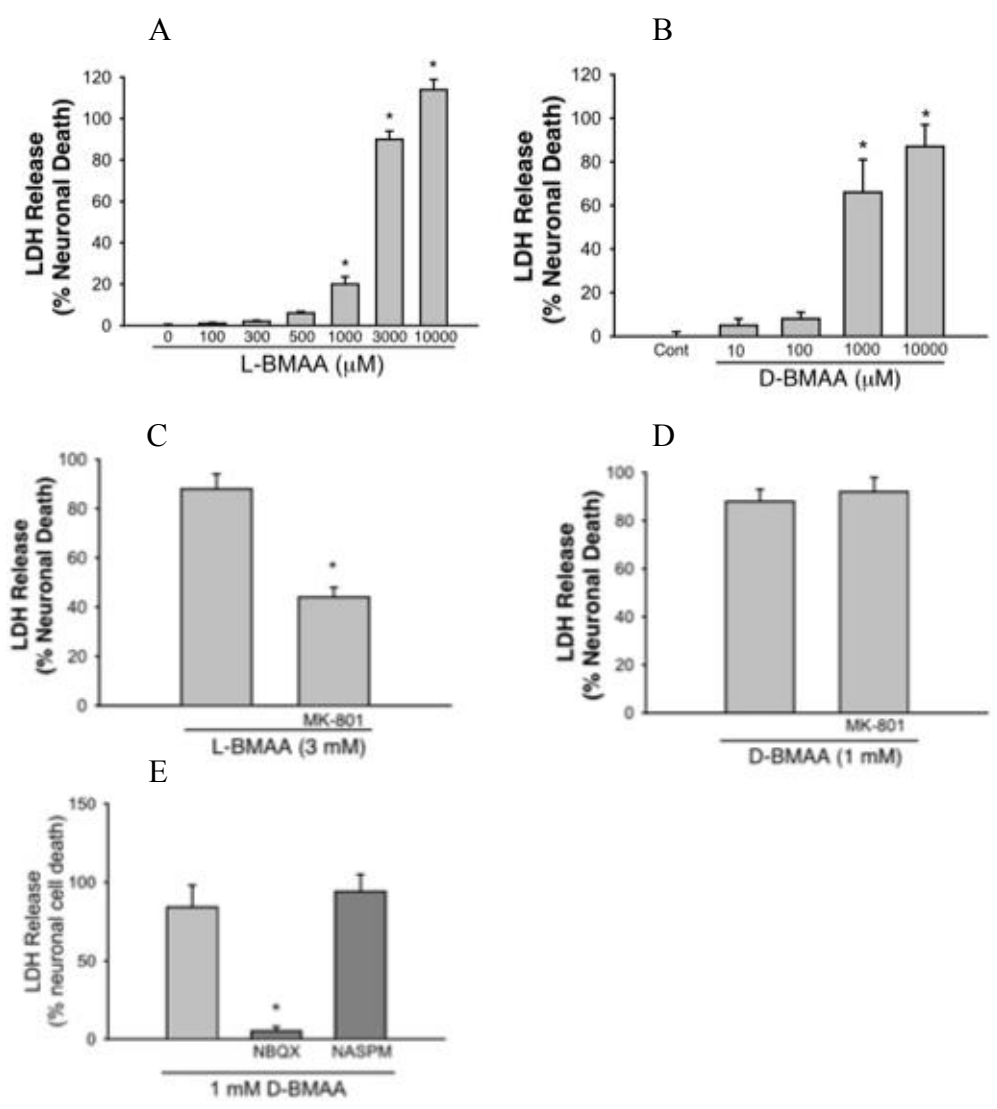 A
LDH Release
(% Neuronal Death)
120
100
80
60
40
20
0
*
*
*
0 100 300 500 1000 3000 10000
L-BMAA (μM)
B
LDH Release
(% Neuronal Death)
120
100
80
60
40
20
0
*
*
Cont 10 100 1000 10000
D-BMAA (μM)
C
LDH Release
(% Neuronal Death)
100
80
60
40
20
0
*
MK-801
L-BMAA (3 mM)
D
LDH Release
(% Neuronal Death)
100
80
60
40
20
0
MK-801
D-BMAA (1 mM)
E
LDH Release
(% neuronal cell death)
150
100
50
0
*
NBQX NASPM
1 mM D-BMAA